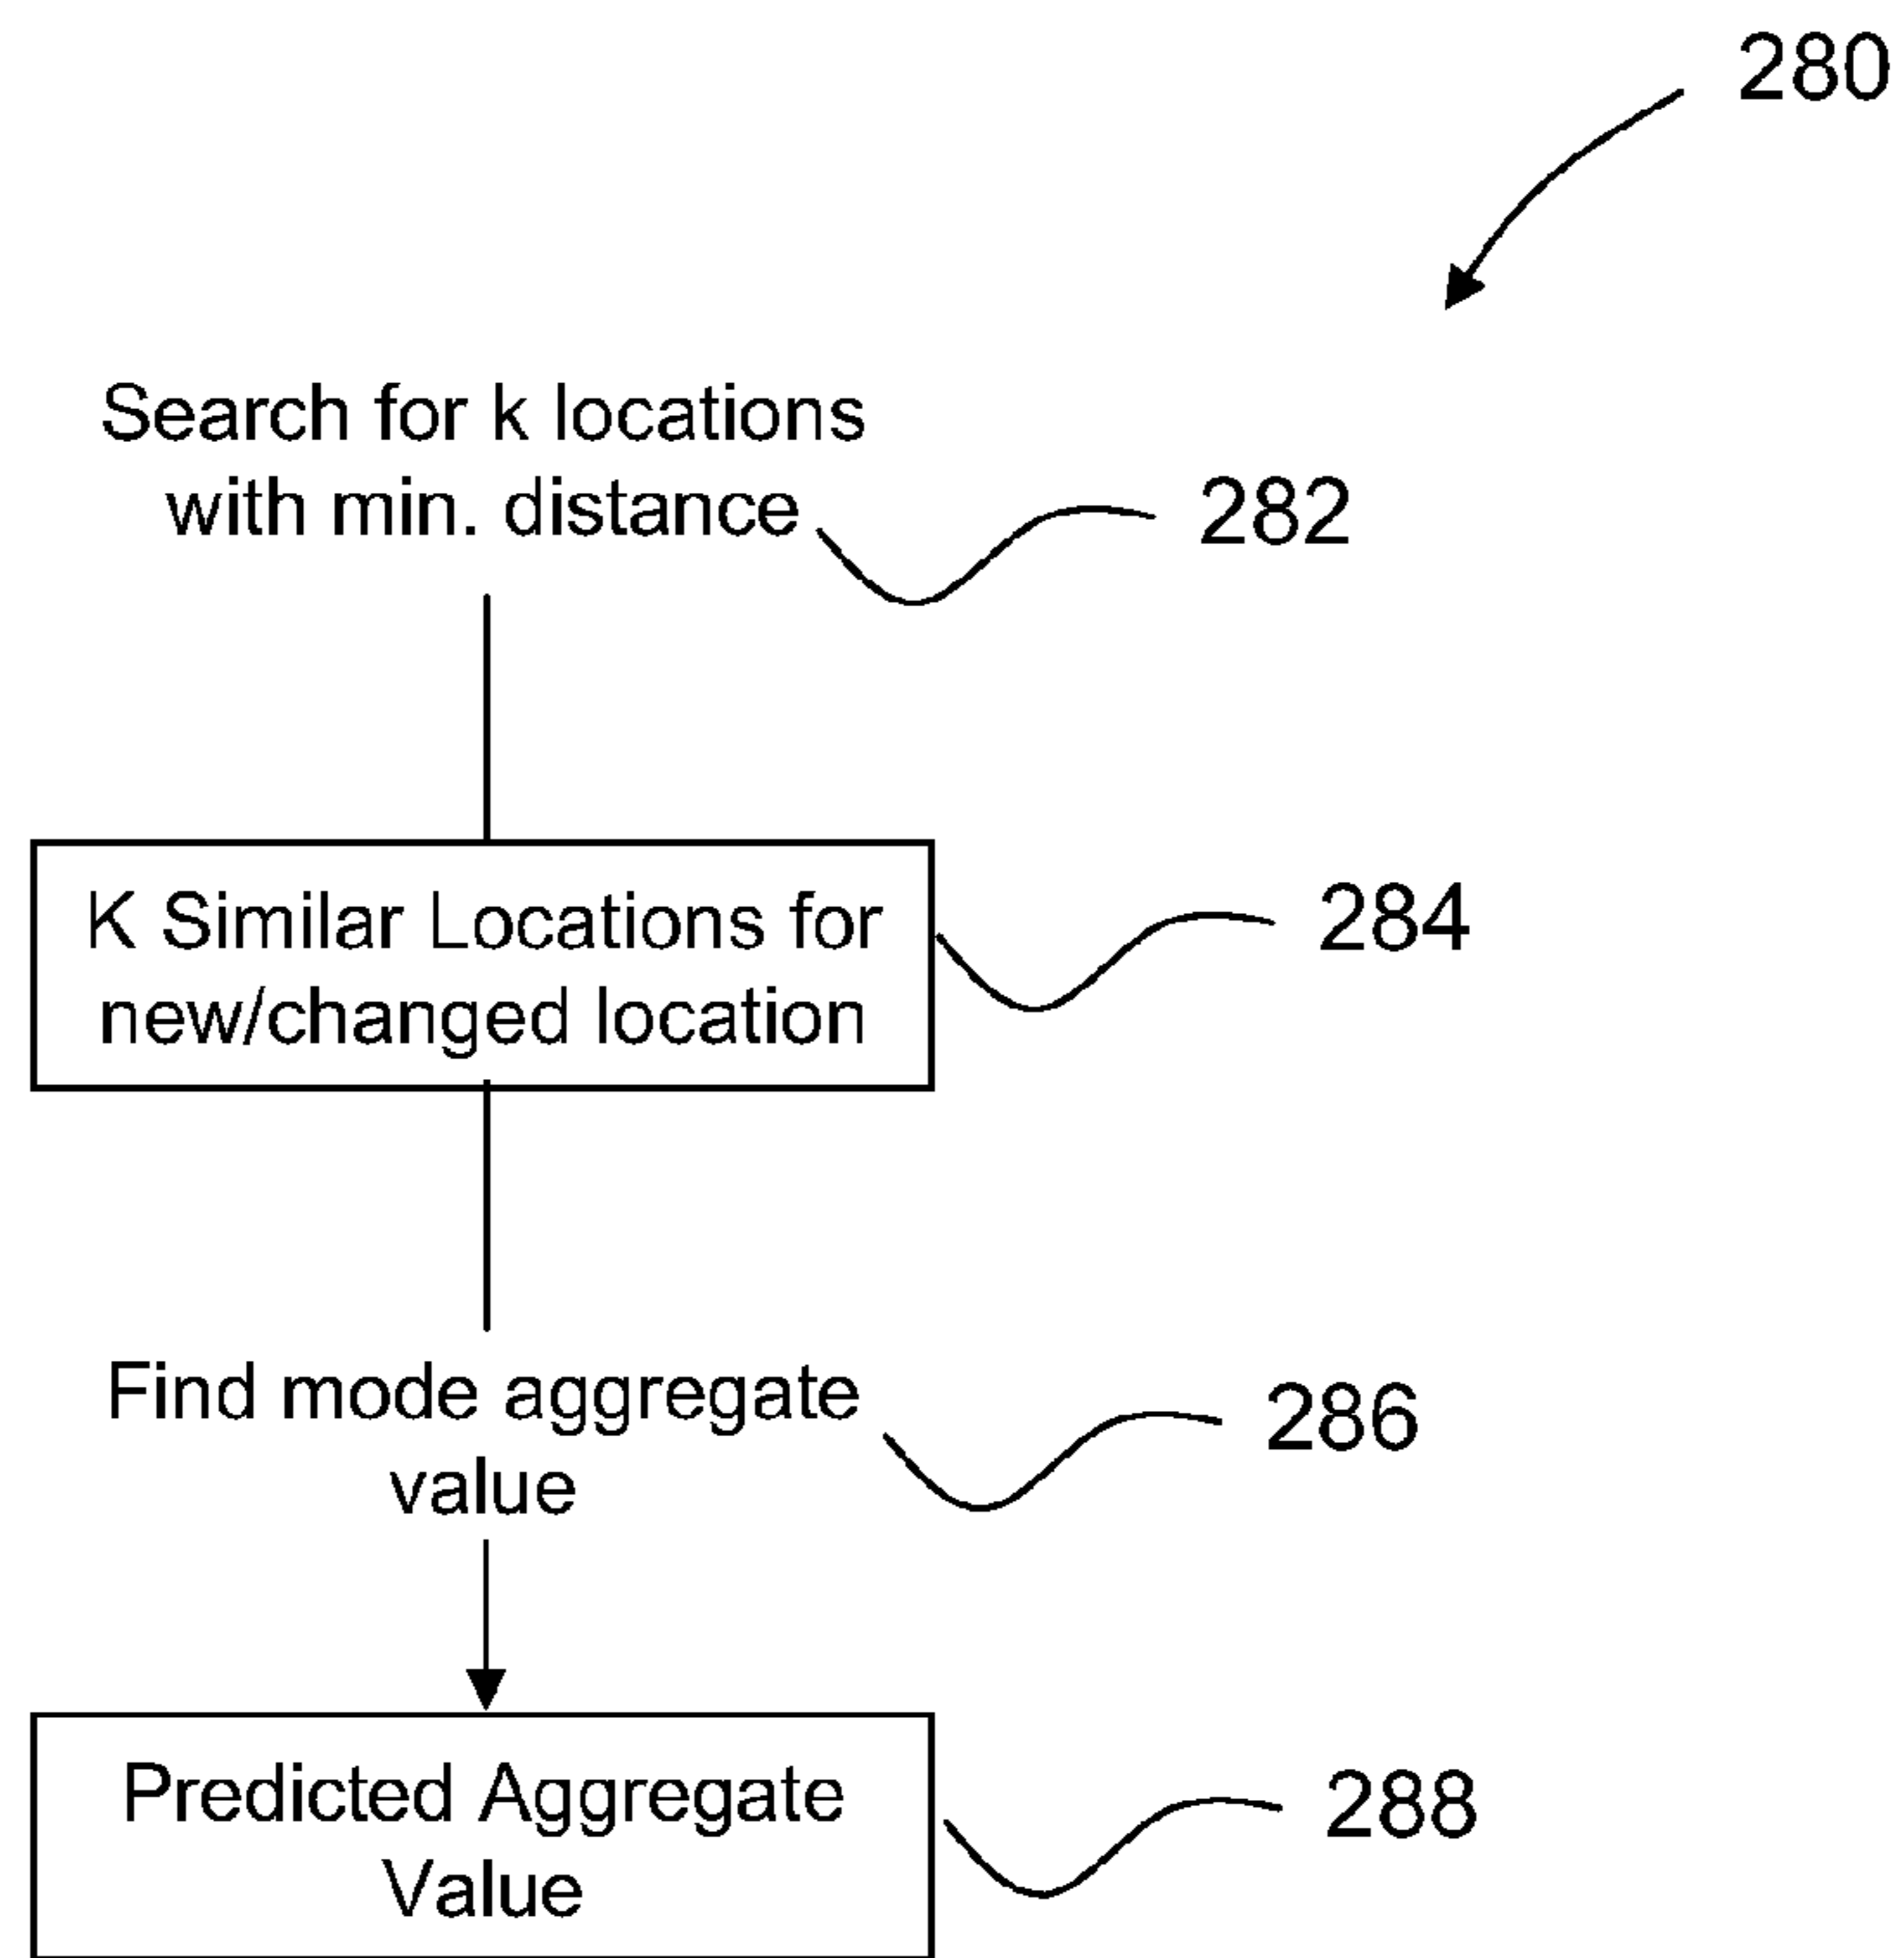 280
Search for k locations
with min. distance
282
K Similar Locations for
new/changed location
284
Find mode aggregate
value
286
Predicted Aggregate
Value
288